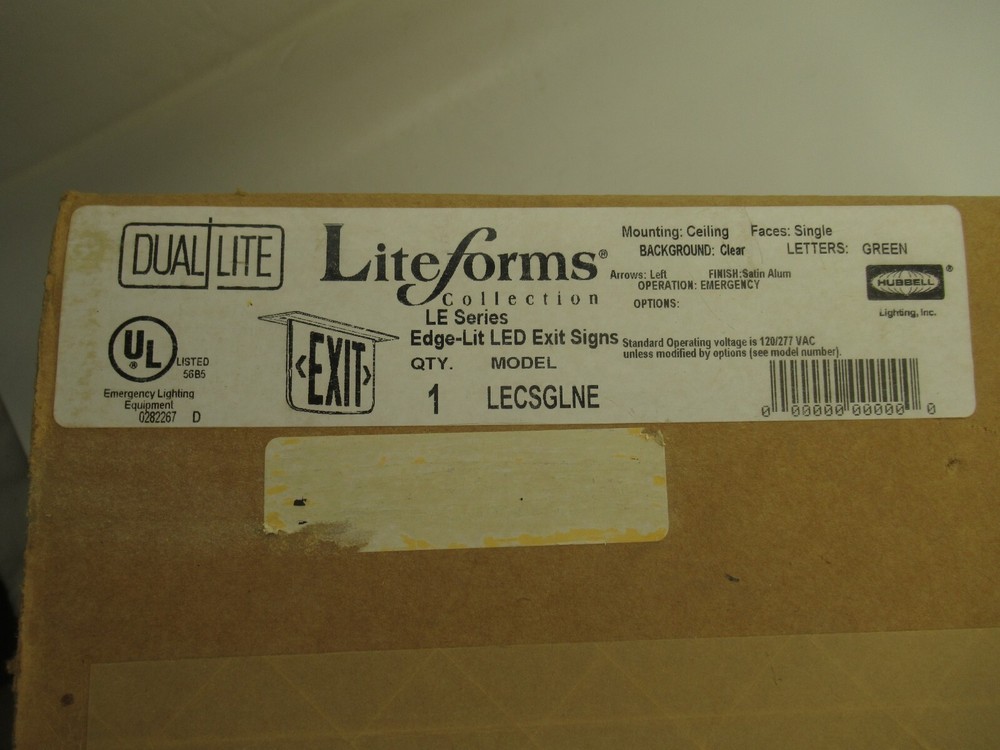 DUAL LITE
Liteforms®
Collection
LE Series
Edge-Lit LED Exit Signs
QTY. MODEL
1 LECSGLNE
Mounting: Ceiling Faces: Single
BACKGROUND: Clear LETTERS: GREEN
Arrows: Left FINISH:Satin Alum
OPERATION: EMERGENCY
OPTIONS:
HUBBELL®
Lighting, Inc.
Standard Operating voltage is 120/277 VAC
unless modified by options (see model number).
0 00000 00000 0
UL®
LISTED
56B5
Emergency Lighting
Equipment
0282267 D
<EXIT>